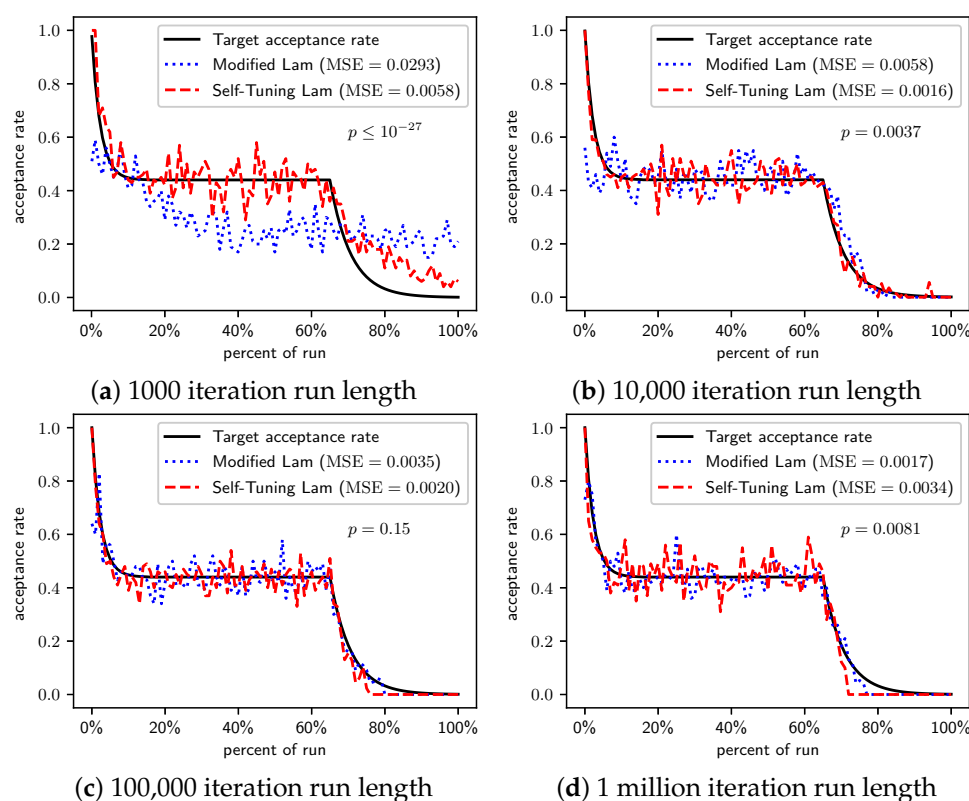 1.0
0.8
0.6
0.4
0.2
0.0
acceptance rate
Target acceptance rate
Modified Lam (MSE = 0.0293)
Self-Tuning Lam (MSE = 0.0058)
p ≤ 10⁻²⁷
0% 20% 40% 60% 80% 100%
percent of run
(a) 1000 iteration run length
1.0
0.8
0.6
0.4
0.2
0.0
acceptance rate
Target acceptance rate
Modified Lam (MSE = 0.0058)
Self-Tuning Lam (MSE = 0.0016)
p = 0.0037
0% 20% 40% 60% 80% 100%
percent of run
(b) 10,000 iteration run length
1.0
0.8
0.6
0.4
0.2
0.0
acceptance rate
Target acceptance rate
Modified Lam (MSE = 0.0035)
Self-Tuning Lam (MSE = 0.0020)
p = 0.15
0% 20% 40% 60% 80% 100%
percent of run
(c) 100,000 iteration run length
1.0
0.8
0.6
0.4
0.2
0.0
acceptance rate
Target acceptance rate
Modified Lam (MSE = 0.0017)
Self-Tuning Lam (MSE = 0.0034)
p = 0.0081
0% 20% 40% 60% 80% 100%
percent of run
(d) 1 million iteration run length